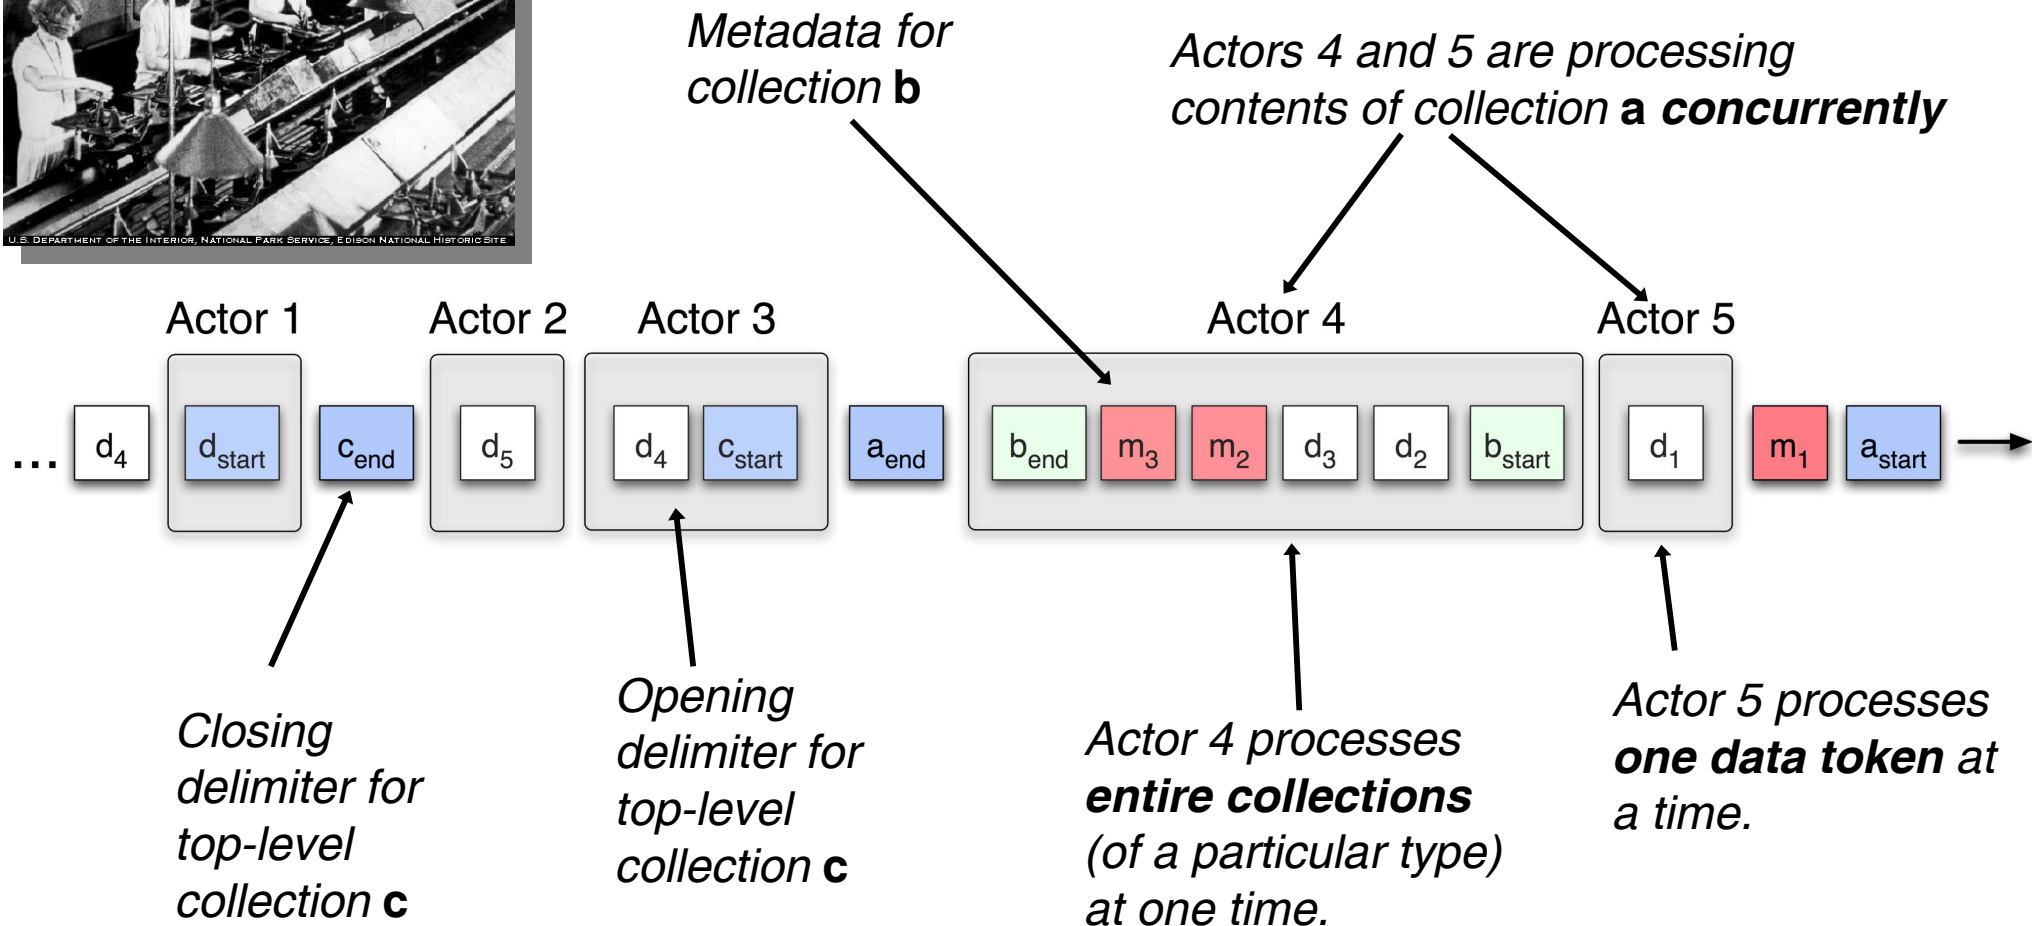 Metadata for
collection b
Actors 4 and 5 are processing
contents of collection a concurrently
U.S. DEPARTMENT OF THE INTERIOR, NATIONAL PARK SERVICE, EDISON NATIONAL HISTORIC SITE
Actor 1 Actor 2 Actor 3 Actor 4 Actor 5
... d4 dstart cend d5 d4 cstart aend bend m3 m2 d3 d2 bstart d1 m1 astart
Closing
delimiter for
top-level
collection c
Opening
delimiter for
top-level
collection c
Actor 4 processes
entire collections
(of a particular type)
at one time.
Actor 5 processes
one data token at
a time.